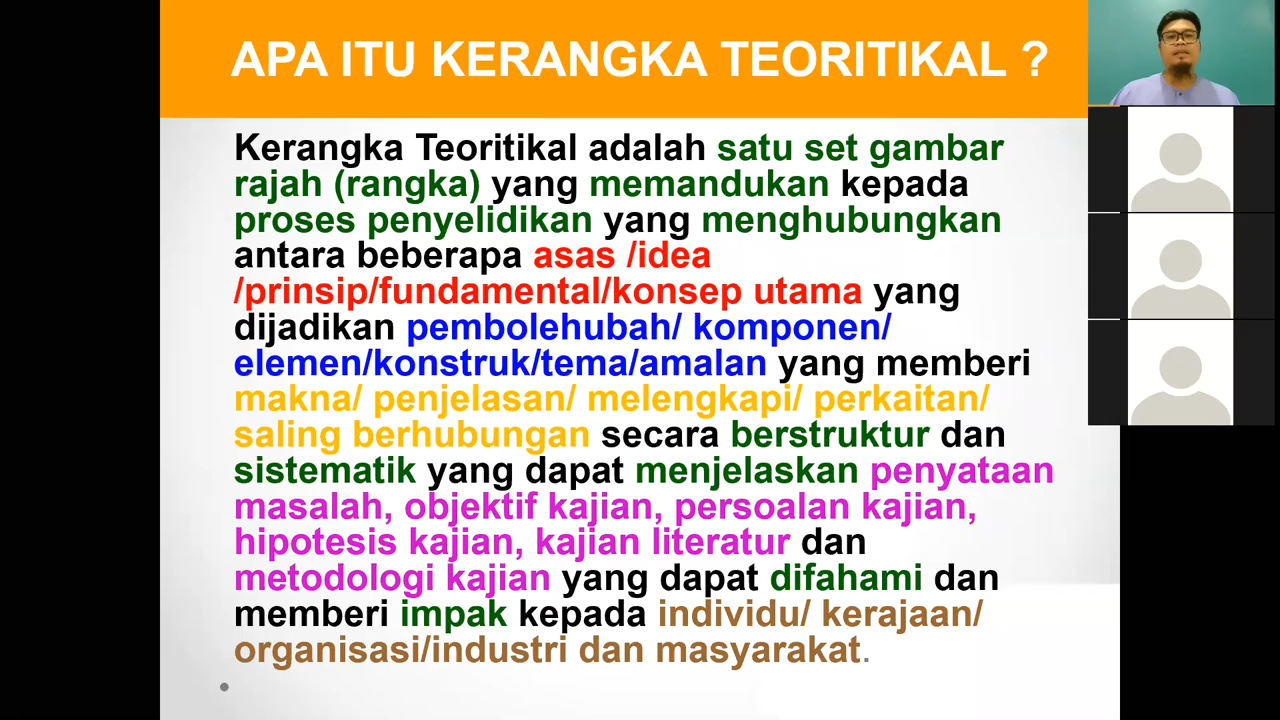 APA ITU KERANGKA TEORITIKAL ?
Kerangka Teoritikal adalah satu set gambar
rajah (rangka) yang memandukan kepada
proses penyelidikan yang menghubungkan
antara beberapa asas /idea
/prinsip/fundamental/konsep utama yang
dijadikan pembolehubah/ komponen/
elemen/konstruk/tema/amalan yang memberi
makna/ penjelasan/ melengkapi/ perkaitan/
saling berhubungan secara berstruktur dan
sistematik yang dapat menjelaskan penyataan
masalah, objektif kajian, persoalan kajian,
hipotesis kajian, kajian literatur dan
metodologi kajian yang dapat difahami dan
memberi impak kepada individu/ kerajaan/
organisasi/industri dan masyarakat.